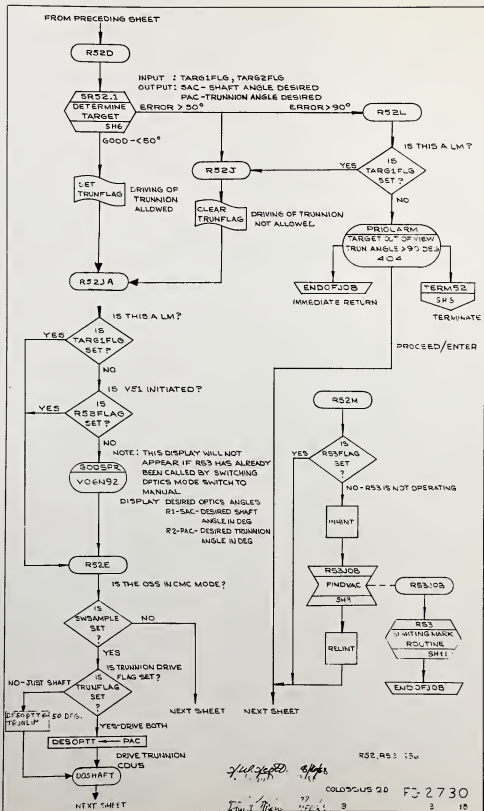 FROM PRECEDING SHEET
R52D
INPUT : TARG1FLG, TARG2FLG
OUTPUT: SAC - SHAFT ANGLE DESIRED
PAC - TRUNNION ANGLE DESIRED
SR52.1
DETERMINE
TARGET
SH6
ERROR > 50°
ERROR > 90°
GOOD - < 50°
R52L
IS THIS A LM?
R52J
YES
IS
TARG1FLG
SET ?
NO
TRUNFLAG
DRIVING OF
TRUNNION
ALLOWED
CLEAR
TRUNFLAG
DRIVING OF TRUNNION
NOT ALLOWED
PRIOLARM
TARGET OUT OF VIEW
TRUN ANGLE > 90 DEG
404
R52JA
ENDOFJOB
IMMEDIATE RETURN
TERM52
SH5
TERMINATE
PROCEED/ENTER
IS THIS A LM?
YES
IS
TARG1FLG
SET ?
NO
IS V51 INITIATED?
YES
IS
R53FLAG
SET ?
NO
NOTE: THIS DISPLAY WILL NOT
APPEAR IF R53 HAS ALREADY
BEEN CALLED BY SWITCHING
OPTICS MODE SWITCH TO
MANUAL
GODSPR
V06N92
DISPLAY DESIRED OPTICS ANGLES
R1-SAC-DESIRED SHAFT
ANGLE IN DEG
R2-PAC-DESIRED TRUNNION
ANGLE IN DEG
R52M
YES
IS
R53FLAG
SET
?
NO-R53 IS NOT OPERATING
INHINT
R52E
IS THE OSS IN CMC MODE?
IS
SWSAMPLE
SET
?
NO
YES
R53JOB
FINDVAC
SH9
R53JOB
R53
MARK
ROUTINE
ENDOFJOB
RELINT
IS TRUNNION DRIVE
FLAG SET?
NO-JUST SHAFT
IS
TRUNFLAG
SET
?
YES-DRIVE BOTH
NEXT SHEET
NEXT SHEET
DESOPTT
50 DEG.
DESOPTT
PAC
DRIVE TRUNNION
CDUS
DOSHAFT
NEXT SHEET
R52, R53
COLOSSUS 2D
FC-2730
3
3
18